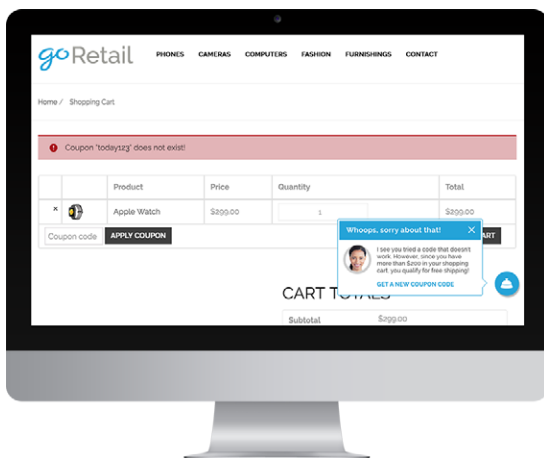 goRetail
PHONES CAMERAS COMPUTERS FASHION FURNISHINGS CONTACT
Home / Shopping Cart
Coupon "today123" does not exist!
Product Price Quantity Total
× Apple Watch $299.00 1 $299.00
Coupon code APPLY COUPON ART
Whoops, sorry about that! ×
I see you tried a code that doesn't
work. However, since you have
more than $200 in your shopping
cart, you qualify for free shipping!
GET A NEW COUPON CODE
CART TOTALS
Subtotal $299.00